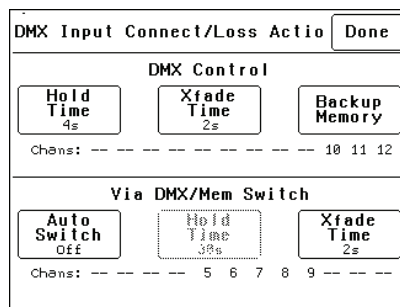 DMX Input Connect/Loss Actio Done
DMX Control
Hold Time 4s
Xfade Time 2s
Backup Memory
Chans: -- -- -- -- -- -- -- -- -- 10 11 12
Via DMX/Mem Switch
Auto Switch Off
Hold Time 30s
Xfade Time 2s
Chans: -- -- -- -- 5 6 7 8 9 -- -- --